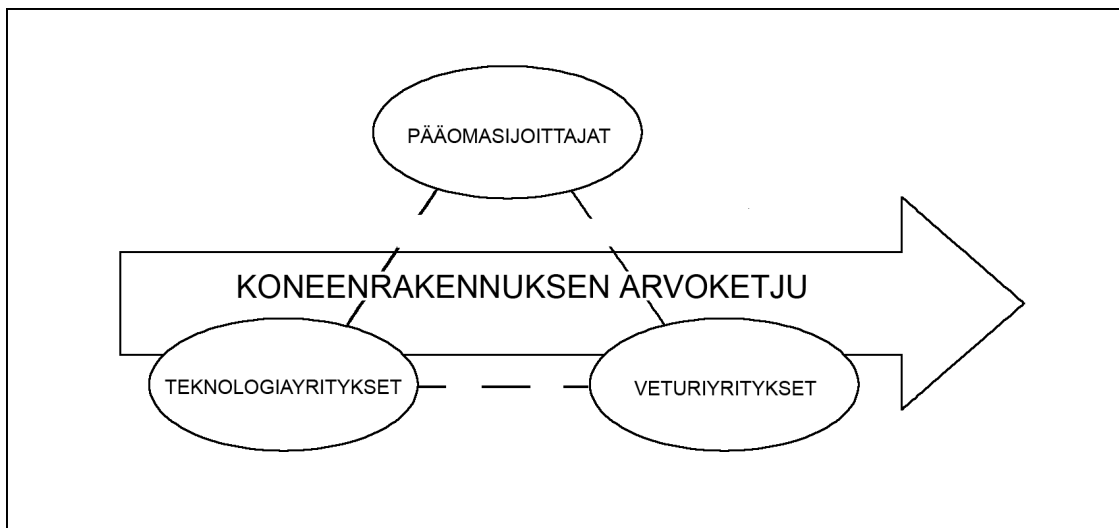 PÄÄOMASIJOITTAJAT
KONEENRAKENNUKSEN ARVOKETJU
TEKNOLOGIAYRITYKSET
VETURIYRITYKSET